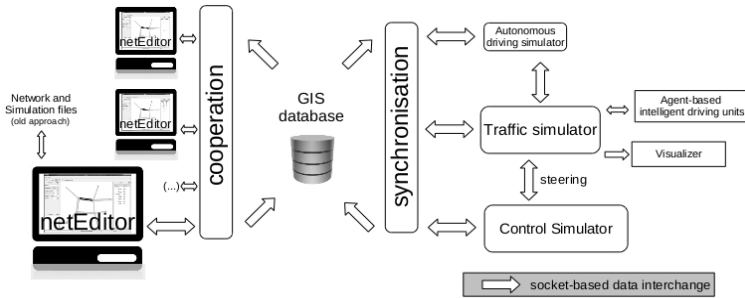 netEditor
netEditor
Network and
Simulation files
(old approach)
(...)
netEditor
cooperation
GIS
database
synchronisation
Autonomous
driving simulator
Traffic simulator
Agent-based
intelligent driving units
Visualizer
steering
Control Simulator
socket-based data interchange